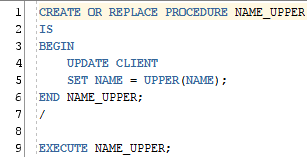 1 CREATE OR REPLACE PROCEDURE NAME_UPPER
2 IS
3 BEGIN
4 UPDATE CLIENT
5 SET NAME = UPPER(NAME);
6 END NAME_UPPER;
7 /
8
9 EXECUTE NAME_UPPER;